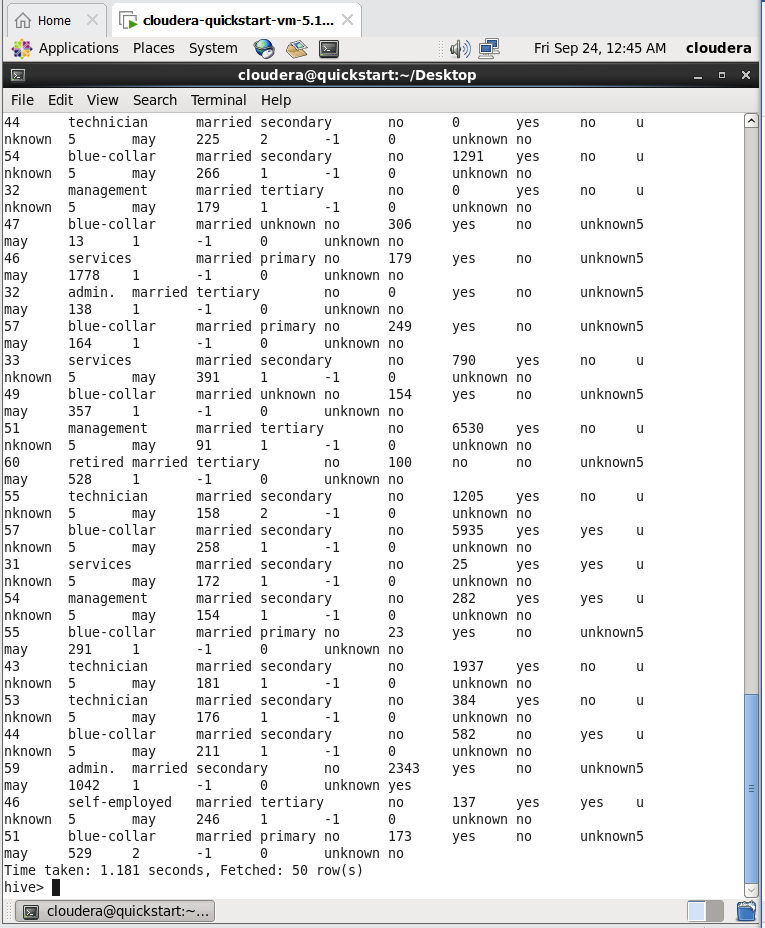 Home
cloudera-quickstart-vm-5.1...
Applications Places System Fri Sep 24, 12:45 AM cloudera
cloudera@quickstart:~/Desktop
File Edit View Search Terminal Help
44 technician married secondary no 0 yes no u
nknown 5 may 225 2 -1 0 unknown no
54 blue-collar married secondary no 1291 yes no u
nknown 5 may 266 1 -1 0 unknown no
32 management married tertiary no 0 yes no u
nknown 5 may 179 1 -1 0 unknown no
47 blue-collar married unknown no 306 yes no unknown5
may 13 1 -1 0 unknown no
46 services married primary no 179 yes no unknown5
may 1778 1 -1 0 unknown no
32 admin. married tertiary no 0 yes no unknown5
may 138 1 -1 0 unknown no
57 blue-collar married primary no 249 yes no unknown5
may 164 1 -1 0 unknown no
33 services married secondary no 790 yes no u
nknown 5 may 391 1 -1 0 unknown no
49 blue-collar married unknown no 154 yes no unknown5
may 357 1 -1 0 unknown no
51 management married tertiary no 6530 yes no u
nknown 5 may 91 1 -1 0 unknown no
60 retired married tertiary no 100 no no unknown5
may 528 1 -1 0 unknown no
55 technician married secondary no 1205 yes no u
nknown 5 may 158 2 -1 0 unknown no
57 blue-collar married secondary no 5935 yes yes u
nknown 5 may 258 1 -1 0 unknown no
31 services married secondary no 25 yes yes u
nknown 5 may 172 1 -1 0 unknown no
54 management married secondary no 282 yes yes u
nknown 5 may 154 1 -1 0 unknown no
55 blue-collar married primary no 23 yes no unknown5
may 291 1 -1 0 unknown no
43 technician married secondary no 1937 yes no u
nknown 5 may 181 1 -1 0 unknown no
53 technician married secondary no 384 yes no u
nknown 5 may 176 1 -1 0 unknown no
44 blue-collar married secondary no 582 no yes u
nknown 5 may 211 1 -1 0 unknown no
59 admin. married secondary no 2343 yes no unknown5
may 1042 1 -1 0 unknown yes
46 self-employed married tertiary no 137 yes yes u
nknown 5 may 246 1 -1 0 unknown no
51 blue-collar married primary no 173 yes no unknown5
may 529 2 -1 0 unknown no
Time taken: 1.181 seconds, Fetched: 50 row(s)
hive>
cloudera@quickstart:~...